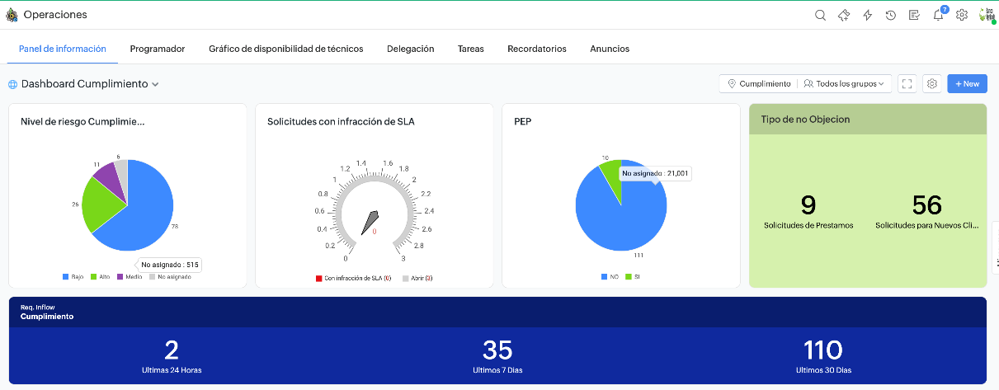 Operaciones
7
Panel de información
Programador
Gráfico de disponibilidad de técnicos
Delegación
Tareas
Recordatorios
Anuncios
Dashboard Cumplimiento
Cumplimiento
Todos los grupos
+ New
Nivel de riesgo Cumplimie...
6
11
26
78
No asignado : 515
Bajo
Alto
Medio
No asignado
Solicitudes con infracción de SLA
0
0.2
0.4
0.6
0.8
1
1.2
1.4
1.6
1.8
2
2.2
2.4
2.6
2.8
3
0
Con infracción de SLA (0)
Abrir (3)
PEP
10
No asignado : 21,001
111
NO
SI
Tipo de no Objecion
9
Solicitudes de Prestamos
56
Solicitudes para Nuevos Cli...
Req. Inflow
Cumplimiento
2
Ultimas 24 Horas
35
Ultimos 7 Dias
110
Ultimos 30 Dias